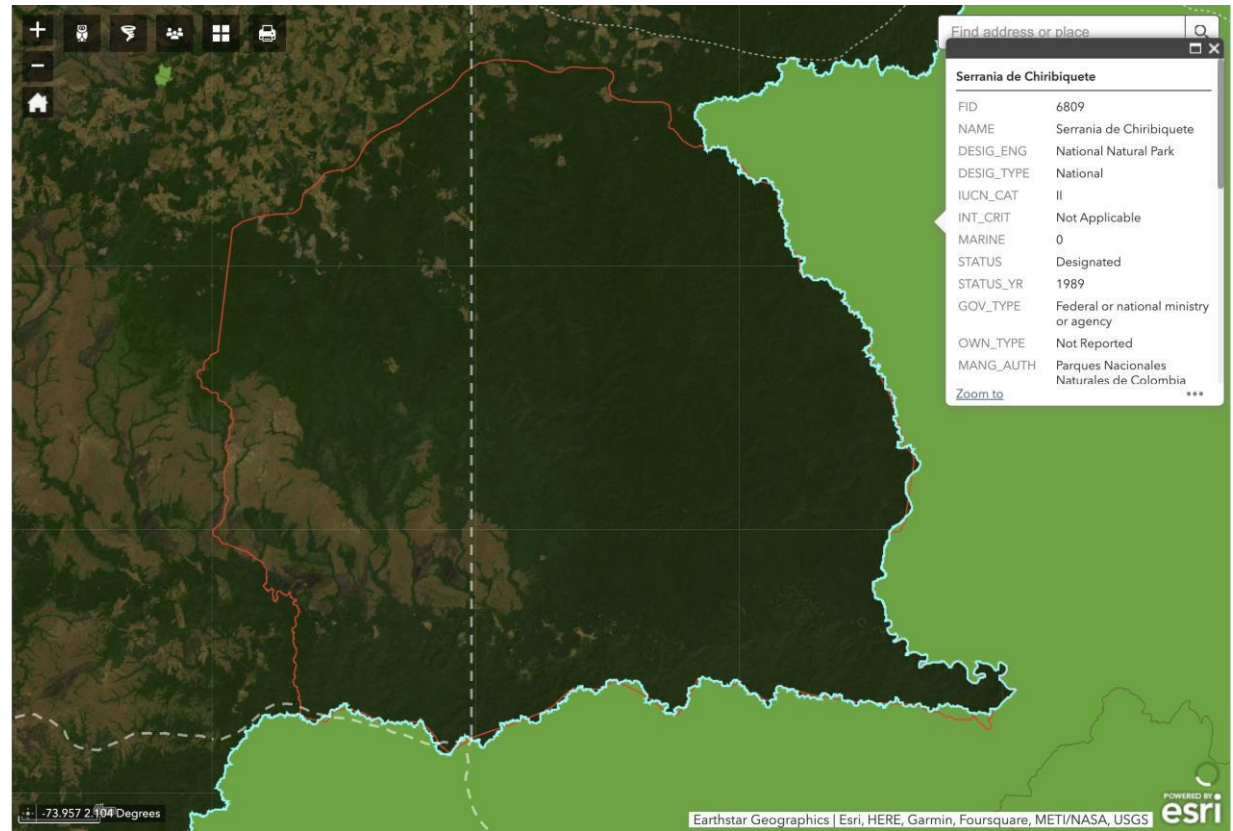 +
−
Find address or place
Serrania de Chiribiquete
FID 6809
NAME Serrania de Chiribiquete
DESIG_ENG National Natural Park
DESIG_TYPE National
IUCN_CAT II
INT_CRIT Not Applicable
MARINE 0
STATUS Designated
STATUS_YR 1989
GOV_TYPE Federal or national ministry
or agency
OWN_TYPE Not Reported
MANG_AUTH Parques Nacionales
Naturales de Colombia
Zoom to •••
-73.957 2.104 Degrees
Earthstar Geographics | Esri, HERE, Garmin, Foursquare, METI/NASA, USGS
POWERED BY
esri